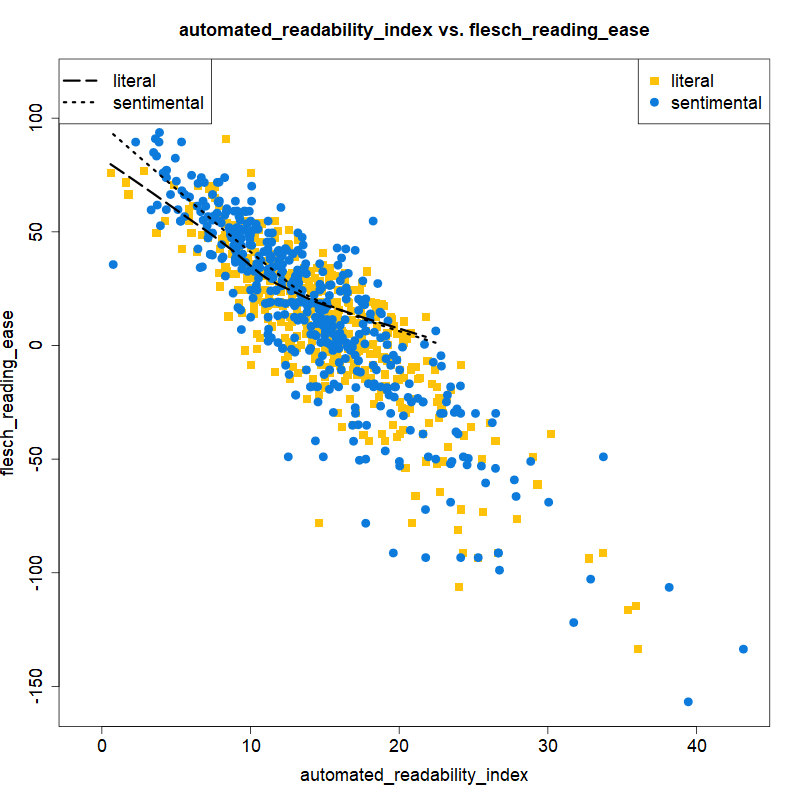 automated_readability_index vs. flesch_reading_ease
literal
sentimental
literal
sentimental
100
50
0
-50
-100
-150
flesch_reading_ease
0 10 20 30 40
automated_readability_index